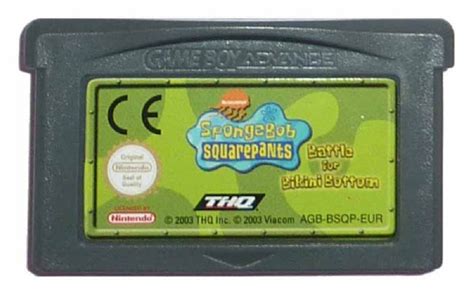 GAME BOY ADVANCE
CE
NICKELODEON
SpongeBob
SQUAREPANTS
Battle
for
Bikini Bottom
Original
Nintendo
Seal of Quality
LICENSED BY
Nintendo
THQ
© 2003 THQ Inc. © 2003 Viacom AGB-BSQP-EUR